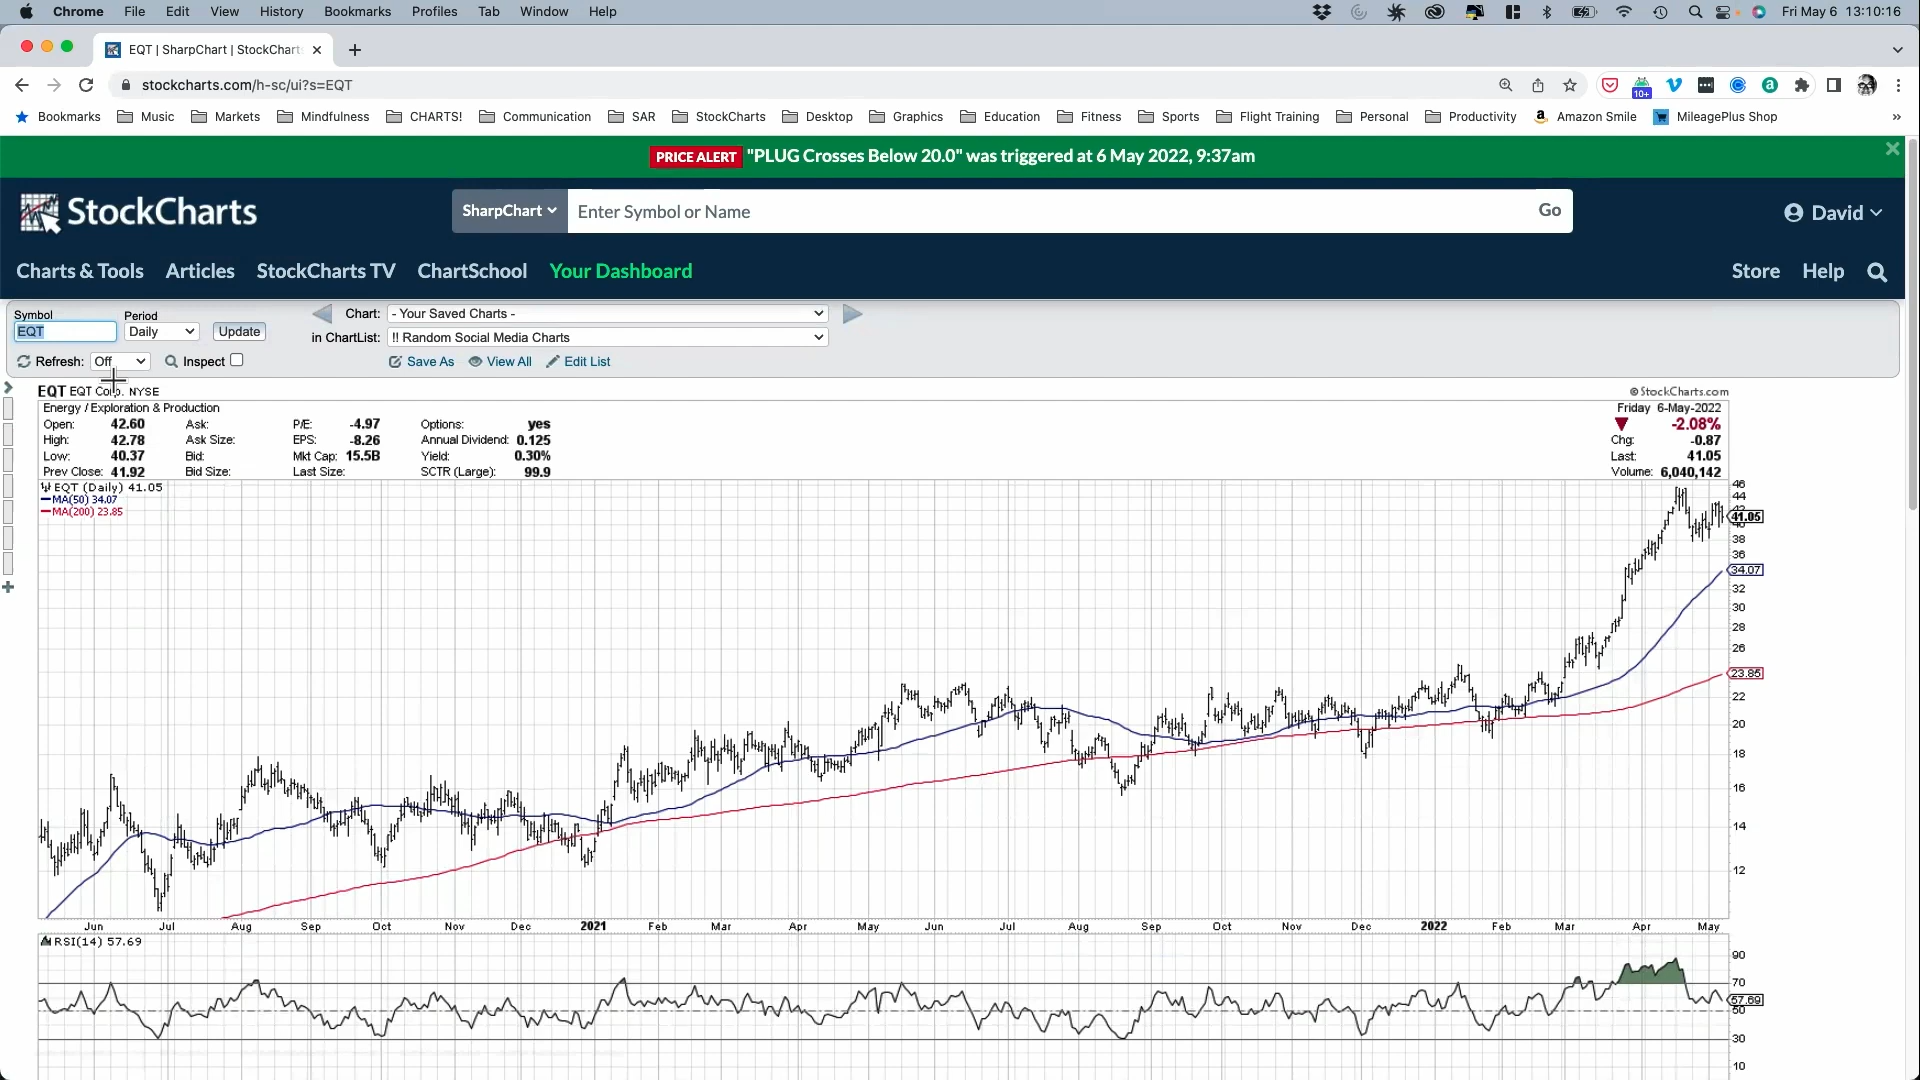 Chrome File Edit View History Bookmarks Profiles Tab Window Help Fri May 6 13:10:16
EQT | SharpChart | StockChart
stockcharts.com/h-sc/ui?s=EQT
10+
Bookmarks Music Markets Mindfulness CHARTS! Communication SAR StockCharts Desktop Graphics Education Fitness Sports Flight Training Personal Productivity Amazon Smile MileagePlus Shop
PRICE ALERT "PLUG Crosses Below 20.0" was triggered at 6 May 2022, 9:37am
StockCharts SharpChart Enter Symbol or Name Go David
Charts & Tools Articles StockCharts TV ChartSchool Your Dashboard Store Help
Symbol Period Chart: - Your Saved Charts -
EQT Daily Update in ChartList: !! Random Social Media Charts
Refresh: Off Inspect Save As View All Edit List
EQT EQT Corp. NYSE © StockCharts.com
Energy / Exploration & Production Friday 6-May-2022
Open: 42.60 Ask: P/E: -4.97 Options: yes -2.08%
High: 42.78 Ask Size: EPS: -8.26 Annual Dividend: 0.125 Chg: -0.87
Low: 40.37 Bid: Mkt Cap: 15.5B Yield: 0.30% Last: 41.05
Prev Close: 41.92 Bid Size: Last Size: SCTR (Large): 99.9 Volume: 6,040,142
EQT (Daily) 41.05
MA(50) 34.07
MA(200) 23.85
46
44
41.05
38
36
34.07
32
30
28
26
23.85
22
20
18
16
14
12
Jun Jul Aug Sep Oct Nov Dec 2021 Feb Mar Apr May Jun Jul Aug Sep Oct Nov Dec 2022 Feb Mar Apr May
RSI(14) 57.69
90
70
57.69
50
30
10